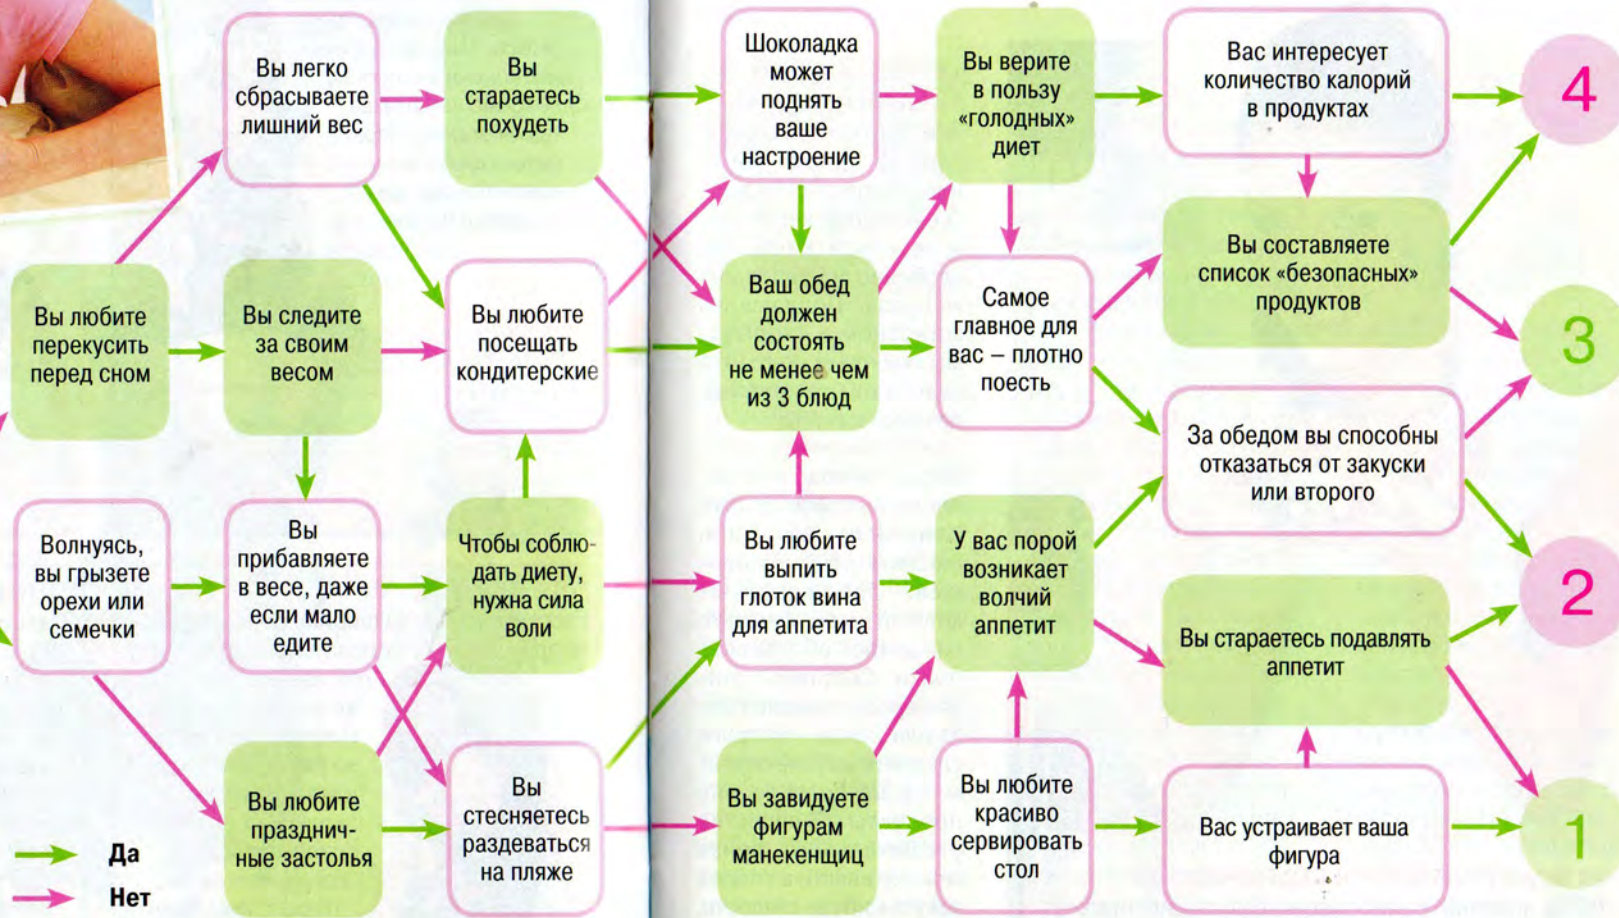 Вы легко
сбрасываете
лишний вес
Вы
стараетесь
похудеть
Шоколадка
может
поднять
ваше
настроение
Вы верите
в пользу
«голодных»
диет
Вас интересует
количество калорий
в продуктах
4
Вы любите
перекусить
перед сном
Вы следите
за своим
весом
Вы любите
посещать
кондитерские
Ваш обед
должен
состоять
не менее чем
из 3 блюд
Самое
главное для
вас – плотно
поесть
Вы составляете
список «безопасных»
продуктов
3
За обедом вы способны
отказаться от закуски
или второго
Волнуясь,
вы грызете
орехи или
семечки
Вы
прибавляете
в весе, даже
если мало
едите
Чтобы соблю-
дать диету,
нужна сила
воли
Вы любите
выпить
глоток вина
для аппетита
У вас порой
возникает
волчий
аппетит
Вы стараетесь подавлять
аппетит
2
Вы любите
празднич-
ные застолья
Вы
стесняетесь
раздеваться
на пляже
Вы завидуете
фигурам
манекенщиц
Вы любите
красиво
сервировать
стол
Вас устраивает ваша
фигура
1
Да
Нет